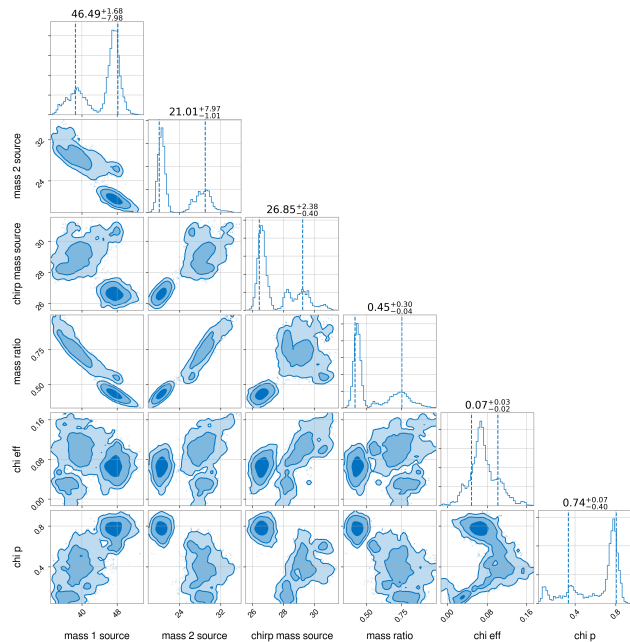 46.49+1.68−7.98
21.01+7.97−1.01
26.85+2.38−0.40
0.45+0.30−0.04
0.07+0.03−0.02
0.74+0.07−0.40
32
24
mass 2 source
30
28
26
chirp mass source
0.75
0.50
mass ratio
0.16
0.08
0.00
chi eff
0.8
0.4
chi p
40 48
24 32
26 28 30
0.50 0.75
0.00 0.08 0.16
0.4 0.8
mass 1 source
mass 2 source
chirp mass source
mass ratio
chi eff
chi p